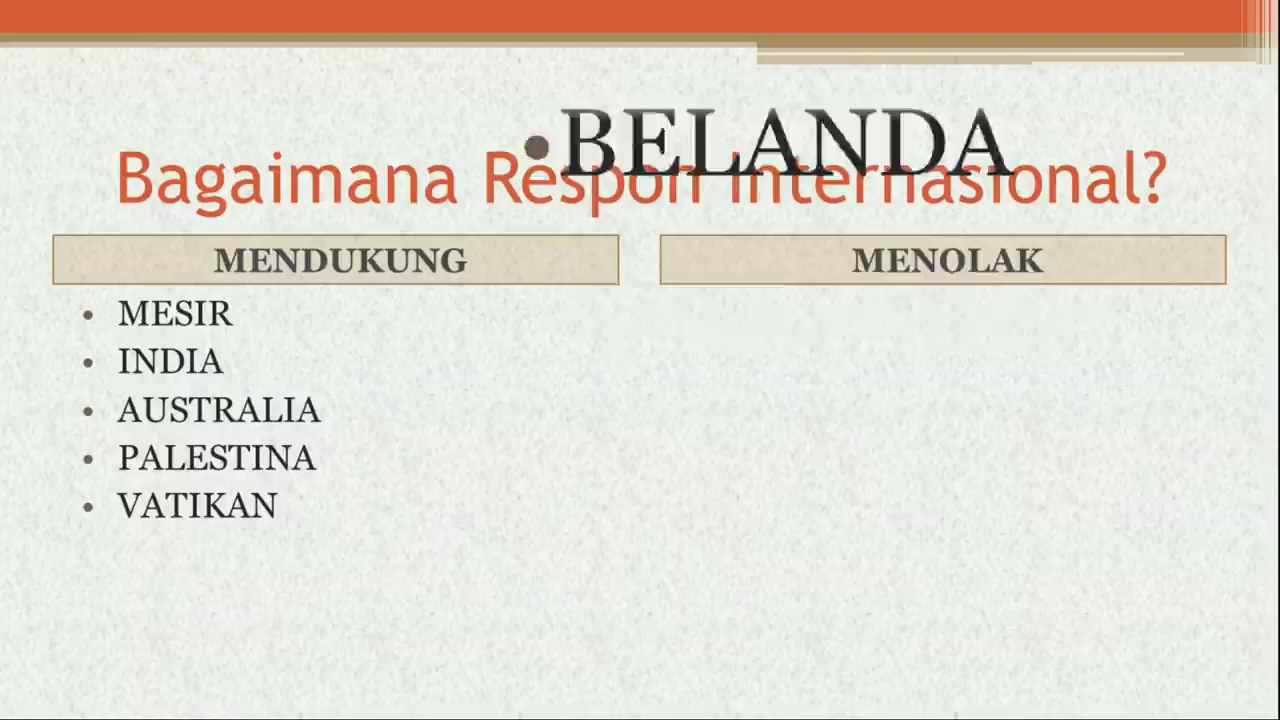 • BELANDA
Bagaimana Respon Internasional?
MENDUKUNG
• MESIR
• INDIA
• AUSTRALIA
• PALESTINA
• VATIKAN
MENOLAK